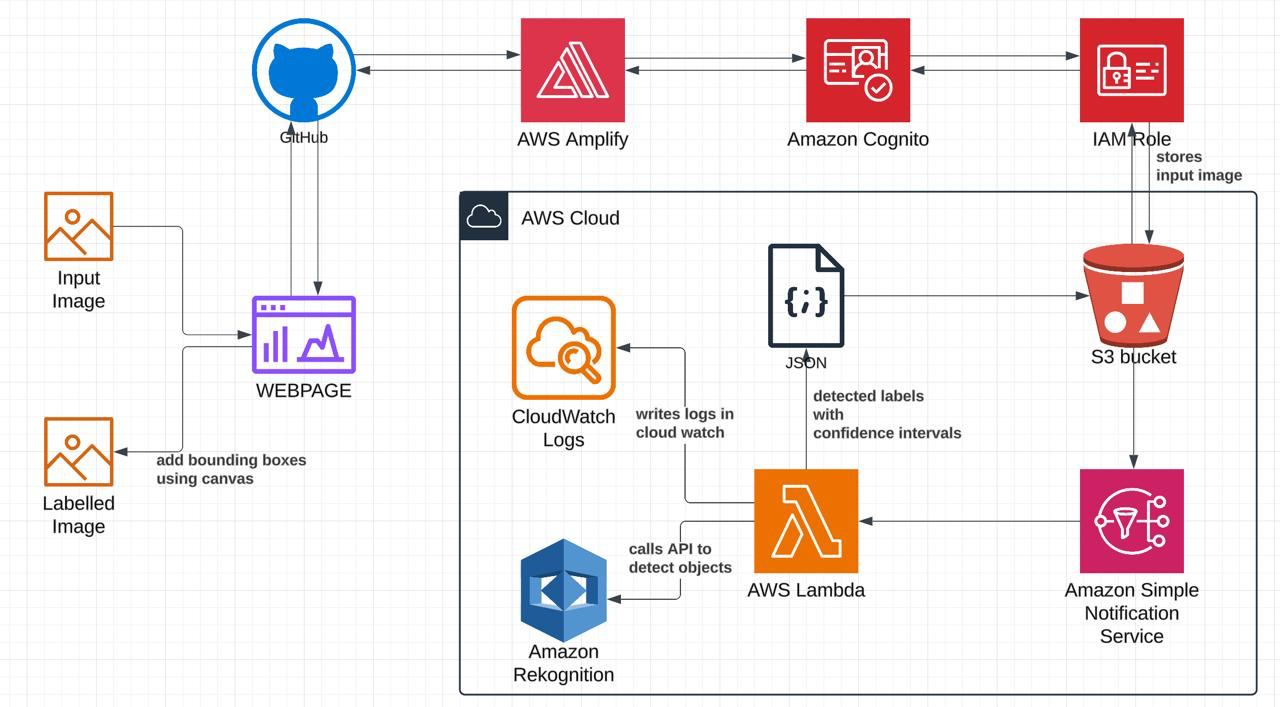 GitHub
AWS Amplify
Amazon Cognito
IAM Role
stores
input image
AWS Cloud
Input
Image
{;}
JSON
S3 bucket
WEBPAGE
CloudWatch
Logs
writes logs in
cloud watch
detected labels
with
confidence intervals
add bounding boxes
using canvas
Labelled
Image
calls API to
detect objects
AWS Lambda
Amazon Simple
Notification
Service
Amazon
Rekognition